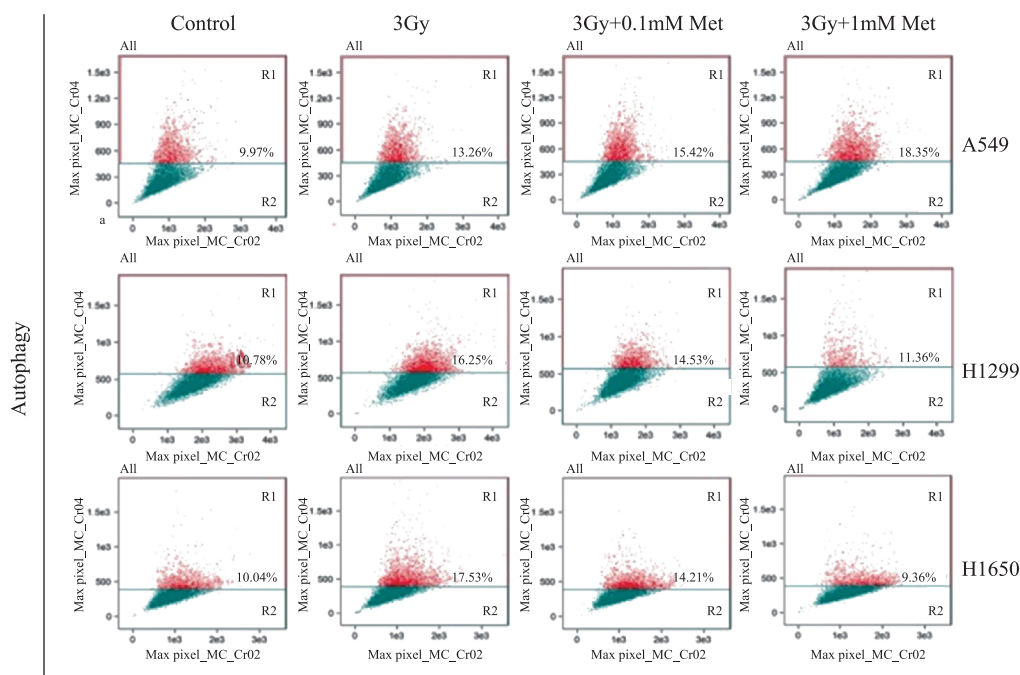 Control 3Gy 3Gy+0.1mM Met 3Gy+1mM Met
All All All All
R1 R1 R1 R1
1.5e3 1.5e3 1.5e3 1.5e3
1.2e3 1.2e3 1.2e3 1.2e3
900 900 900 900
600 600 600 600
9.97% 13.26% 15.42% 18.35%
A549
300 300 300 300
0 0 0 0
R2 R2 R2 R2
Max pixel_MC_Cr04 Max pixel_MC_Cr04 Max pixel_MC_Cr04 Max pixel_MC_Cr04
a
0 1e3 2e3 3e3 4e3 0 1e3 2e3 3e3 4e3 0 1e3 2e3 3e3 4e3 0 1e3 2e3 3e3 4e3
Max pixel_MC_Cr02 Max pixel_MC_Cr02 Max pixel_MC_Cr02 Max pixel_MC_Cr02
All All All All
R1 R1 R1 R1
1.5e3 1.5e3 1.5e3 1.5e3
1e3 1e3 1e3 1e3
10.78% 16.25% 14.53% 11.36%
H1299
500 500 500 500
R2 R2 R2 R2
0 0 0 0
Max pixel_MC_Cr04 Max pixel_MC_Cr04 Max pixel_MC_Cr04 Max pixel_MC_Cr04
Autophagy
0 1e3 2e3 3e3 4e3 0 1e3 2e3 3e3 4e3 0 1e3 2e3 3e3 4e3 0 1e3 2e3 3e3 4e3
Max pixel_MC_Cr02 Max pixel_MC_Cr02 Max pixel_MC_Cr02 Max pixel_MC_Cr02
All All All All
R1 R1 R1 R1
1.5e3 1.5e3 1.5e3 1.5e3
1e3 1e3 1e3 1e3
10.04% 17.53% 14.21% 9.36%
H1650
500 500 500 500
R2 R2 R2 R2
0 0 0 0
Max pixel_MC_Cr04 Max pixel_MC_Cr04 Max pixel_MC_Cr04 Max pixel_MC_Cr04
0 1e3 2e3 3e3 0 1e3 2e3 3e3 0 1e3 2e3 3e3 0 1e3 2e3 3e3
Max pixel_MC_Cr02 Max pixel_MC_Cr02 Max pixel_MC_Cr02 Max pixel_MC_Cr02